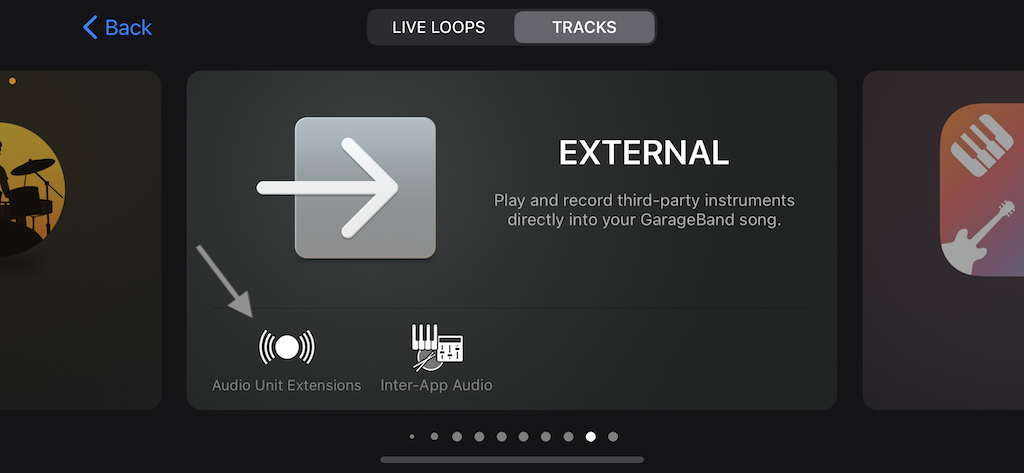 Back
LIVE LOOPS
TRACKS
EXTERNAL
Play and record third-party instruments
directly into your GarageBand song.
Audio Unit Extensions
Inter-App Audio